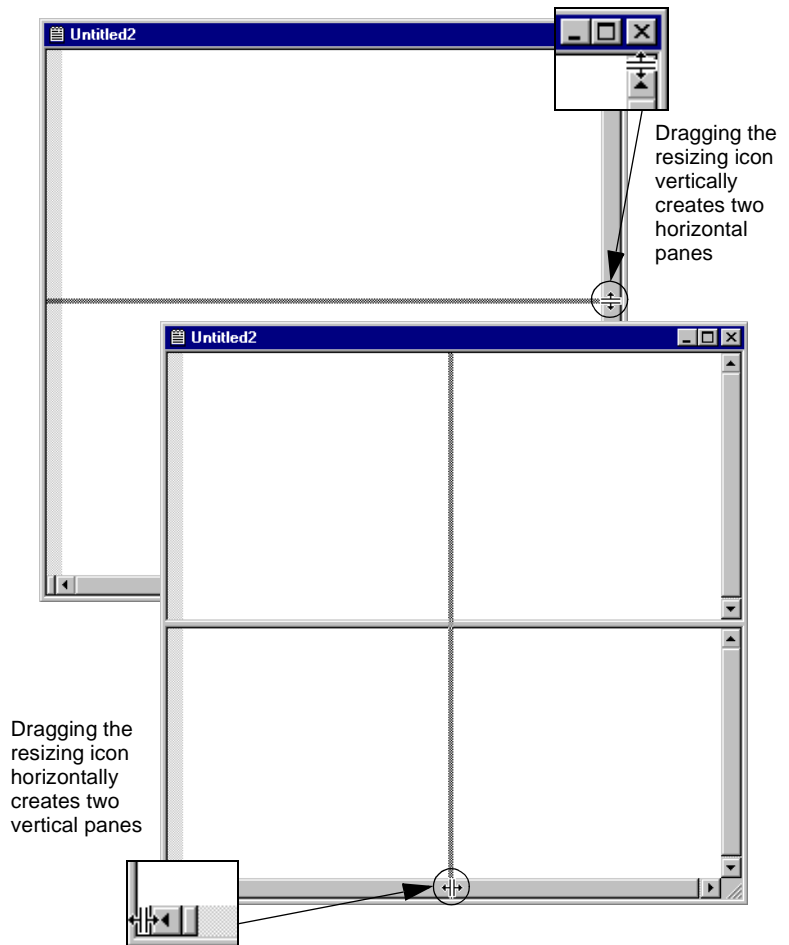 Untitled2
Dragging the
resizing icon
vertically
creates two
horizontal
panes
Untitled2
Dragging the
resizing icon
horizontally
creates two
vertical panes